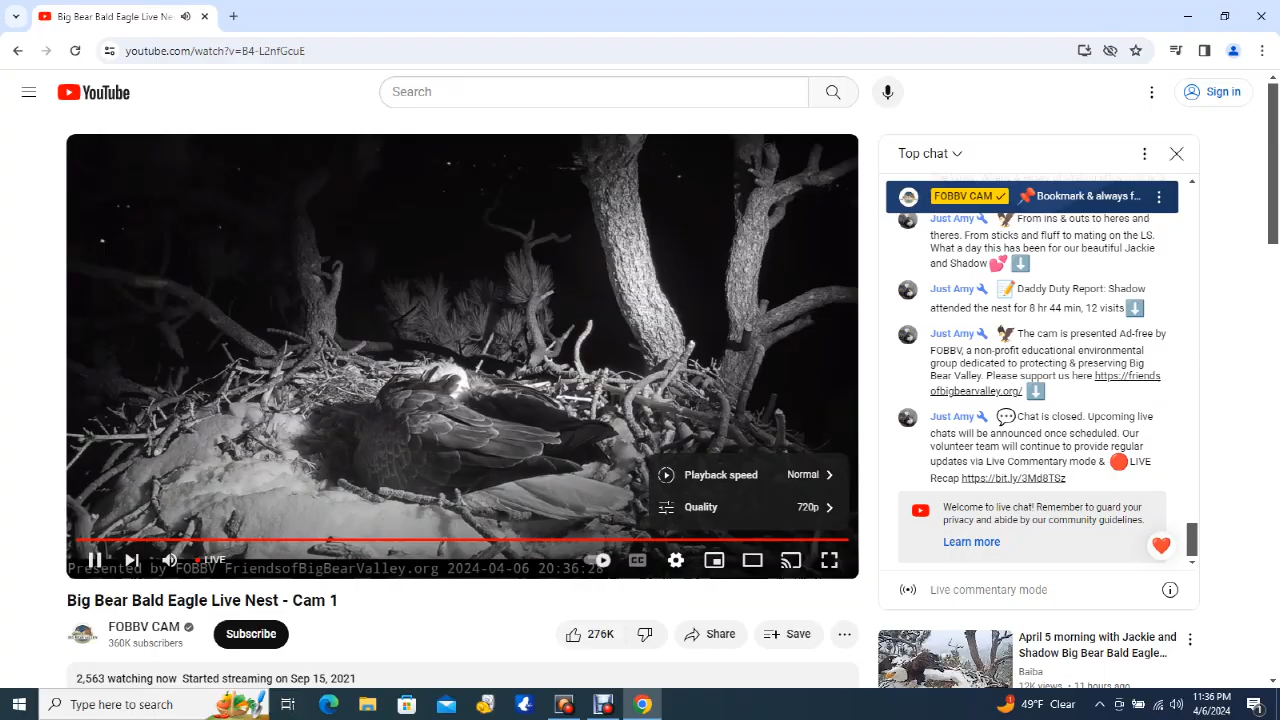 Big Bear Bald Eagle Live Ne
youtube.com/watch?v=B4-L2nfGcuE
YouTube
Search
Sign in
Top chat
FOBBV CAM
Bookmark & always f...
Just Amy 🔧 🦅 From ins & outs to heres and
theres. From sticks and fluff to mating on the LS.
What a day this has been for our beautiful Jackie
and Shadow 💕 ⬇️
Just Amy 🔧 📝 Daddy Duty Report: Shadow
attended the nest for 8 hr 44 min, 12 visits ⬇️
Just Amy 🔧 🦅 The cam is presented Ad-free by
FOBBV, a non-profit educational environmental
group dedicated to protecting & preserving Big
Bear Valley. Please support us here https://friends
ofbigbearvalley.org/ ⬇️
Just Amy 🔧 💬 Chat is closed. Upcoming live
chats will be announced once scheduled. Our
volunteer team will continue to provide regular
updates via Live Commentary mode & 🔴 LIVE
Recap https://bit.ly/3Md8TSz
Welcome to live chat! Remember to guard your
privacy and abide by our community guidelines.
Learn more
Live commentary mode
Playback speed Normal
Quality 720p
LIVE
CC
Presented by FOBBV FriendsofBigBearValley.org 2024-04-06 20:36:28
Big Bear Bald Eagle Live Nest - Cam 1
FOBBV CAM
360K subscribers
Subscribe
276K
Share
Save
2,563 watching now Started streaming on Sep 15, 2021
April 5 morning with Jackie and
Shadow Big Bear Bald Eagle...
Baiba
12K views • 11 hours ago
Type here to search
49°F Clear
11:36 PM
4/6/2024